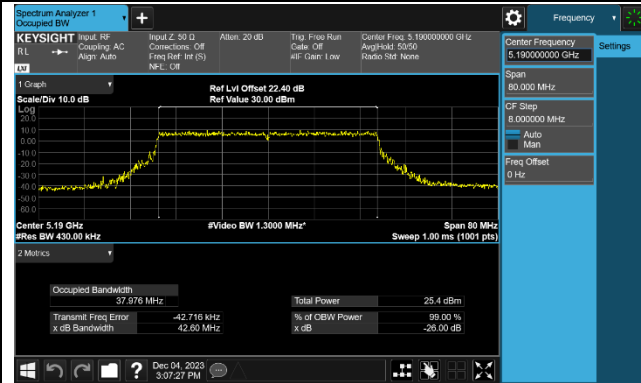 Spectrum Analyzer 1
Occupied BW
+
Frequency
KEYSIGHT
RL
LXI
Input: RF
Coupling: AC
Align: Auto
Input Z: 50 Ω
Corrections: Off
Freq Ref: Int (S)
NFE: Off
Atten: 20 dB
Trig: Free Run
Gate: Off
#IF Gain: Low
Center Freq: 5.190000000 GHz
Avg|Hold: 50/50
Radio Std: None
Center Frequency
5.190000000 GHz
Settings
Span
80.000 MHz
CF Step
8.000000 MHz
Auto
Man
Freq Offset
0 Hz
1 Graph
Scale/Div 10.0 dB
Ref Lvl Offset 22.40 dB
Ref Value 30.00 dBm
Log
20.0
10.0
0.00
-10.0
-20.0
-30.0
-40.0
-50.0
-60.0
Center 5.19 GHz
#Res BW 430.00 kHz
#Video BW 1.3000 MHz*
Span 80 MHz
Sweep 1.00 ms (1001 pts)
2 Metrics
Occupied Bandwidth
37.976 MHz
Total Power 25.4 dBm
Transmit Freq Error -42.716 kHz
% of OBW Power 99.00 %
x dB Bandwidth 42.60 MHz
x dB -26.00 dB
?
Dec 04, 2023
3:07:27 PM